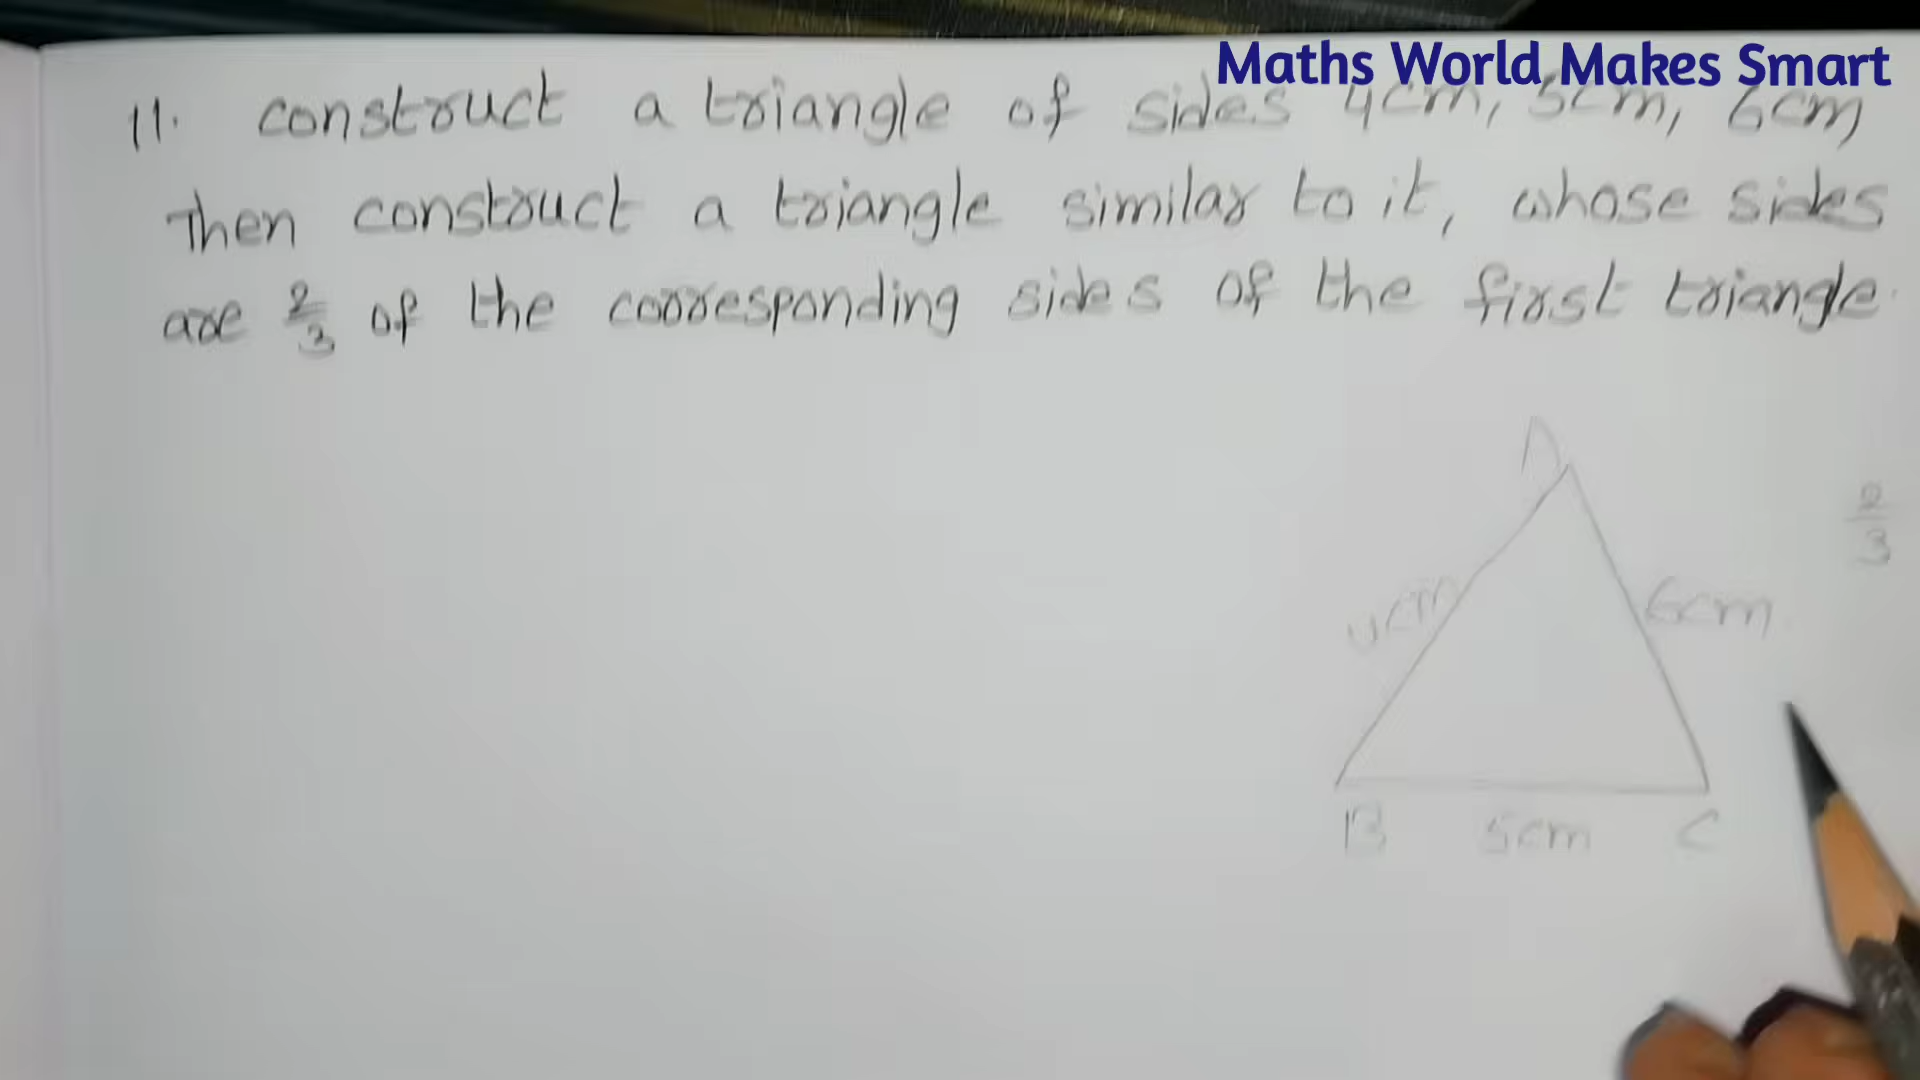 Maths World Makes Smart
11. construct a triangle of sides 4cm, 5cm, 6cm
Then construct a triangle similar to it, whose sides
are 2/3 of the corresponding sides of the first triangle.
A
2/3
4cm
6cm
B 5cm C